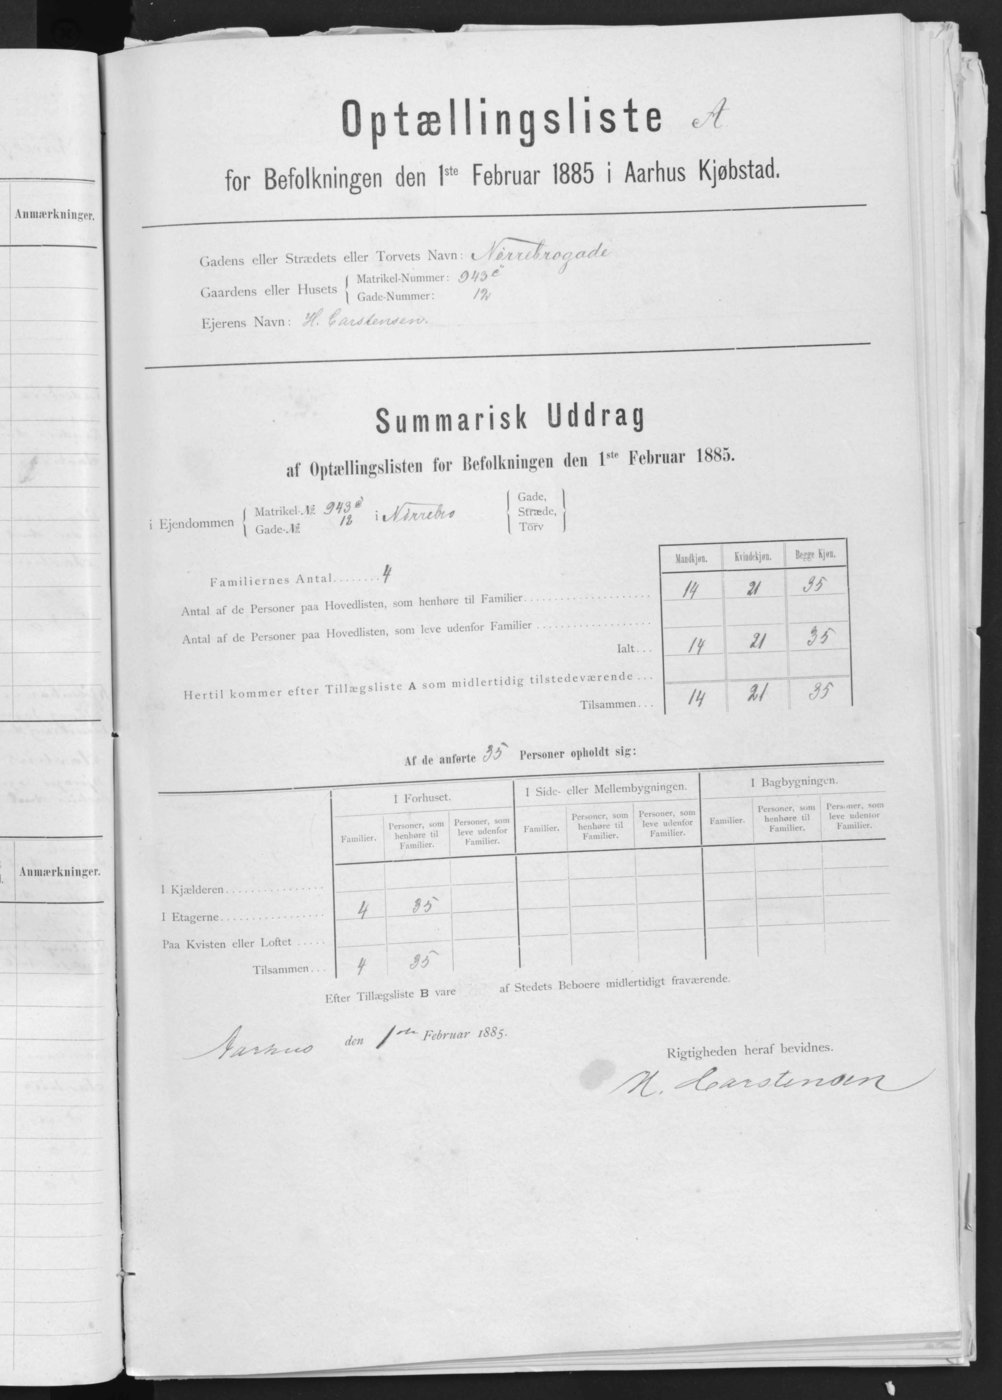 Anmærkninger.
Anmærkninger.
Optællingsliste A
for Befolkningen den 1ste Februar 1885 i Aarhus Kjøbstad.
Gadens eller Strædets eller Torvets Navn: Nörrebrogade
Gaardens eller Husets { Matrikel-Nummer: 943c
Gade-Nummer: 12
Ejerens Navn: H. Carstensen.
Summarisk Uddrag
af Optællingslisten for Befolkningen den 1ste Februar 1885.
i Ejendommen { Matrikel-№ 943c i Nörrebro { Gade, }
Gade-№ 12 Stræde,
Torv
Mandkjøn. Kvindekjøn. Begge Kjøn.
Familiernes Antal........ 4
Antal af de Personer paa Hovedlisten, som henhøre til Familier 14 21 35
Antal af de Personer paa Hovedlisten, som leve udenfor Familier
Ialt... 14 21 35
Hertil kommer efter Tillægsliste A som midlertidig tilstedeværende ...
Tilsammen... 14 21 35
Af de anførte 35 Personer opholdt sig:
I Forhuset. I Side- eller Mellembygningen. I Bagbygningen.
Familier. Personer, som henhøre til Familier. Personer, som leve udenfor Familier. Familier. Personer, som henhøre til Familier. Personer, som leve udenfor Familier. Familier. Personer, som henhøre til Familier. Personer, som leve udenfor Familier.
I Kjælderen
I Etagerne 4 35
Paa Kvisten eller Loftet
Tilsammen... 4 35
Efter Tillægsliste B vare af Stedets Beboere midlertidigt fraværende.
Aarhus den 1ste Februar 1885.
Rigtigheden heraf bevidnes.
H. Carstensen